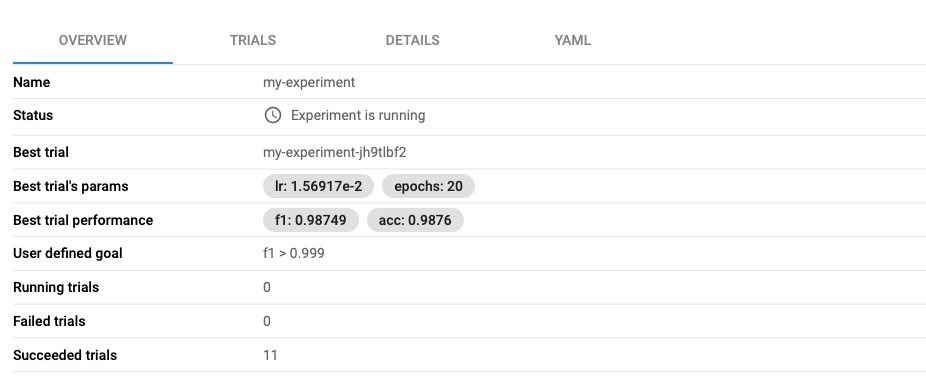 OVERVIEW TRIALS DETAILS YAML
Name my-experiment
Status Experiment is running
Best trial my-experiment-jh9tlbf2
Best trial's params lr: 1.56917e-2 epochs: 20
Best trial performance f1: 0.98749 acc: 0.9876
User defined goal f1 > 0.999
Running trials 0
Failed trials 0
Succeeded trials 11